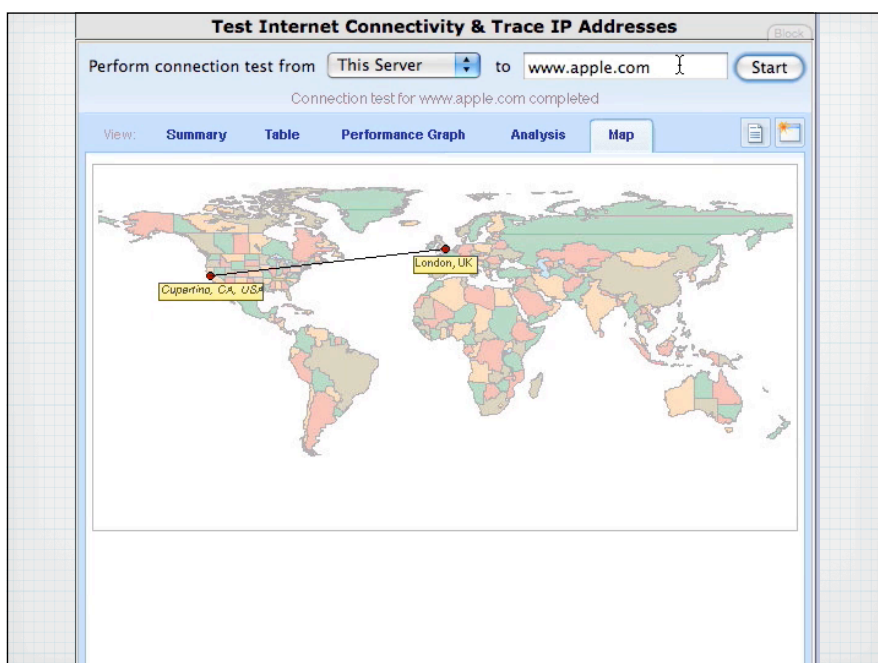 Test Internet Connectivity & Trace IP Addresses
Block
Perform connection test from This Server to www.apple.com Start
Connection test for www.apple.com completed
View: Summary Table Performance Graph Analysis Map
London, UK
Cupertino, CA, USA